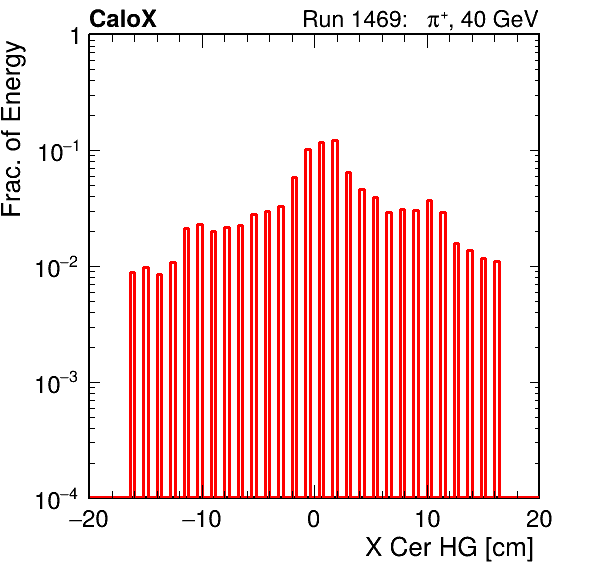 CaloX Run 1469: π⁺, 40 GeV
Frac. of Energy
1
10⁻¹
10⁻²
10⁻³
10⁻⁴
−20 −10 0 10 20
X Cer HG [cm]